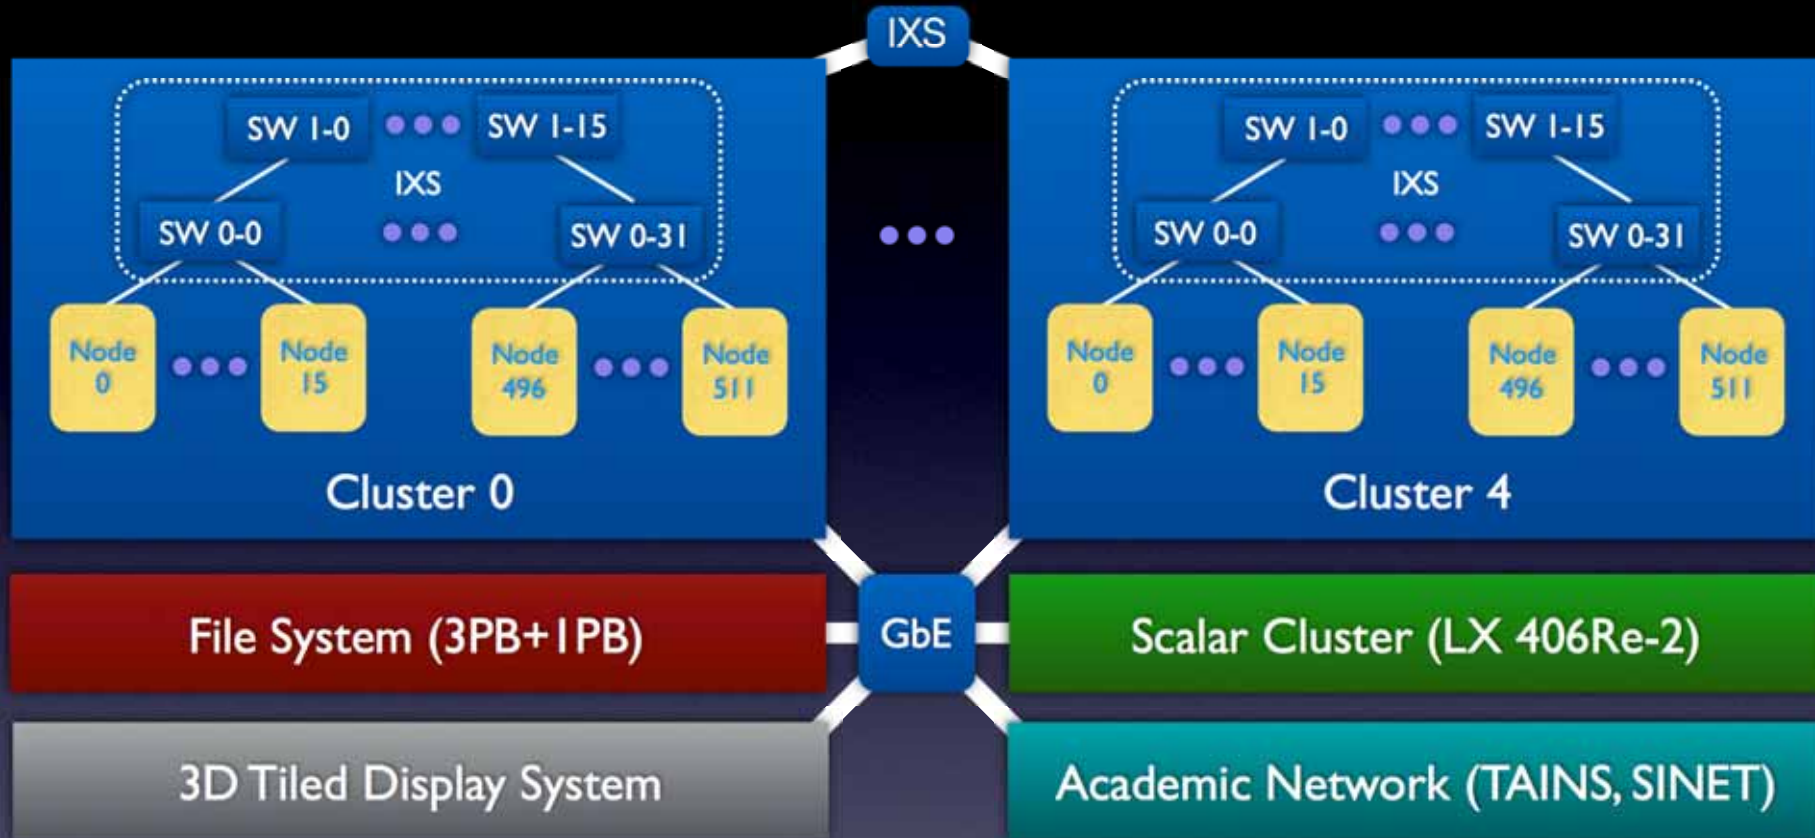 IXS
SW 1-0
SW 1-15
IXS
SW 0-0
SW 0-31
Node
0
Node
15
Node
496
Node
511
Cluster 0
SW 1-0
SW 1-15
IXS
SW 0-0
SW 0-31
Node
0
Node
15
Node
496
Node
511
Cluster 4
File System (3PB+1PB)
GbE
Scalar Cluster (LX 406Re-2)
3D Tiled Display System
Academic Network (TAINS, SINET)